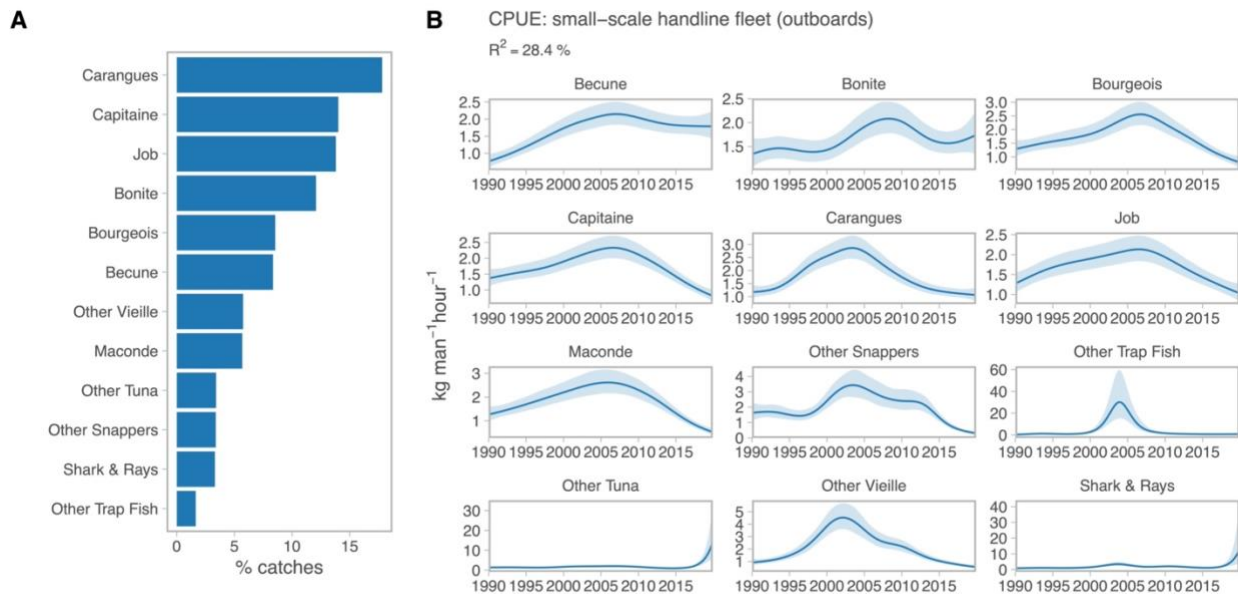 A
Carangues
Capitaine
Job
Bonite
Bourgeois
Becune
Other Vieille
Maconde
Other Tuna
Other Snappers
Shark & Rays
Other Trap Fish
0 5 10 15
% catches
B
CPUE: small−scale handline fleet (outboards)
R² = 28.4 %
kg man⁻¹hour⁻¹
Becune
2.5
2.0
1.5
1.0
1990 1995 2000 2005 2010 2015
Bonite
2.5
2.0
1.5
1990 1995 2000 2005 2010 2015
Bourgeois
3.0
2.5
2.0
1.5
1.0
1990 1995 2000 2005 2010 2015
Capitaine
2.5
2.0
1.5
1.0
1990 1995 2000 2005 2010 2015
Carangues
3.0
2.5
2.0
1.5
1.0
1990 1995 2000 2005 2010 2015
Job
2.5
2.0
1.5
1.0
1990 1995 2000 2005 2010 2015
Maconde
3
2
1
1990 1995 2000 2005 2010 2015
Other Snappers
4
3
2
1
0
1990 1995 2000 2005 2010 2015
Other Trap Fish
60
40
20
0
1990 1995 2000 2005 2010 2015
Other Tuna
30
20
10
0
1990 1995 2000 2005 2010 2015
Other Vieille
5
4
3
2
1
1990 1995 2000 2005 2010 2015
Shark & Rays
40
30
20
10
0
1990 1995 2000 2005 2010 2015